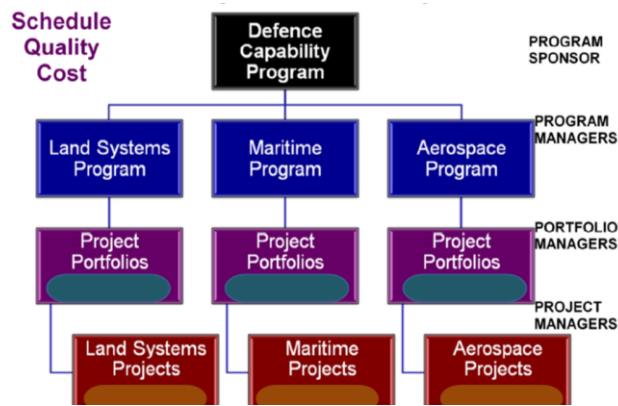 Schedule
Quality
Cost
Defence
Capability
Program
PROGRAM
SPONSOR
Land Systems
Program
Maritime
Program
Aerospace
Program
PROGRAM
MANAGERS
Project
Portfolios
Project
Portfolios
Project
Portfolios
PORTFOLIO
MANAGERS
PROJECT
MANAGERS
Land Systems
Projects
Maritime
Projects
Aerospace
Projects